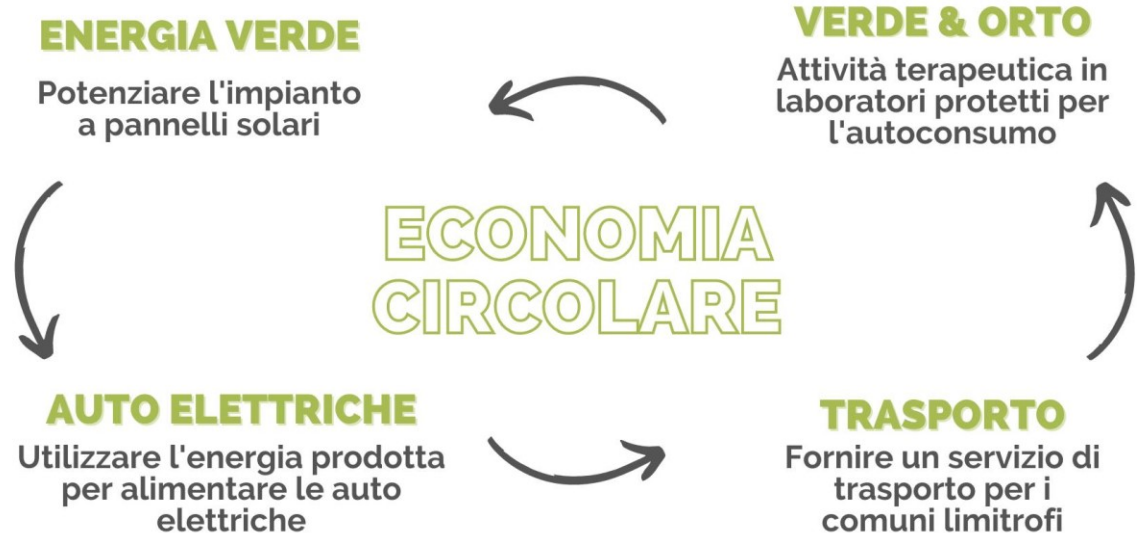 ENERGIA VERDE
Potenziare l'impianto
a pannelli solari
VERDE & ORTO
Attività terapeutica in
laboratori protetti per
l'autoconsumo
ECONOMIA
CIRCOLARE
AUTO ELETTRICHE
Utilizzare l'energia prodotta
per alimentare le auto
elettriche
TRASPORTO
Fornire un servizio di
trasporto per i
comuni limitrofi